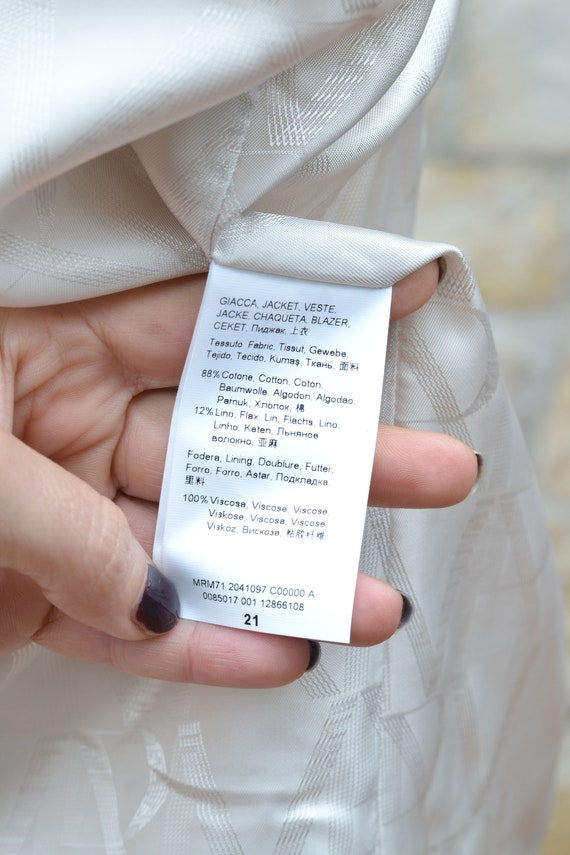 GIACCA, JACKET, VESTE,
JACKE, CHAQUETA, BLAZER,
CEKET, Пиджак, 上衣
Tessuto Fabric, Tissut, Gewebe,
Tejido, Tecido, Kumaş, Ткань, 面料
88% Cotone, Cotton, Coton,
Baumwolle, Algodon, Algodao,
Pamuk, Хлопок, 棉
12% Lino, Flax, Lin, Flachs, Lino,
Linho, Keten, Льняное
волокно, 亚麻
Fodera, Lining, Doublure, Futter,
Forro, Forro, Astar, Подкладка,
里料
100% Viscosa, Viscose, Viscose,
Viskose, Viscosa, Viscose,
Viskoz, Вискоза, 粘胶纤维
MRM71 2041097 C00000 A
0085017 001 12866108
21